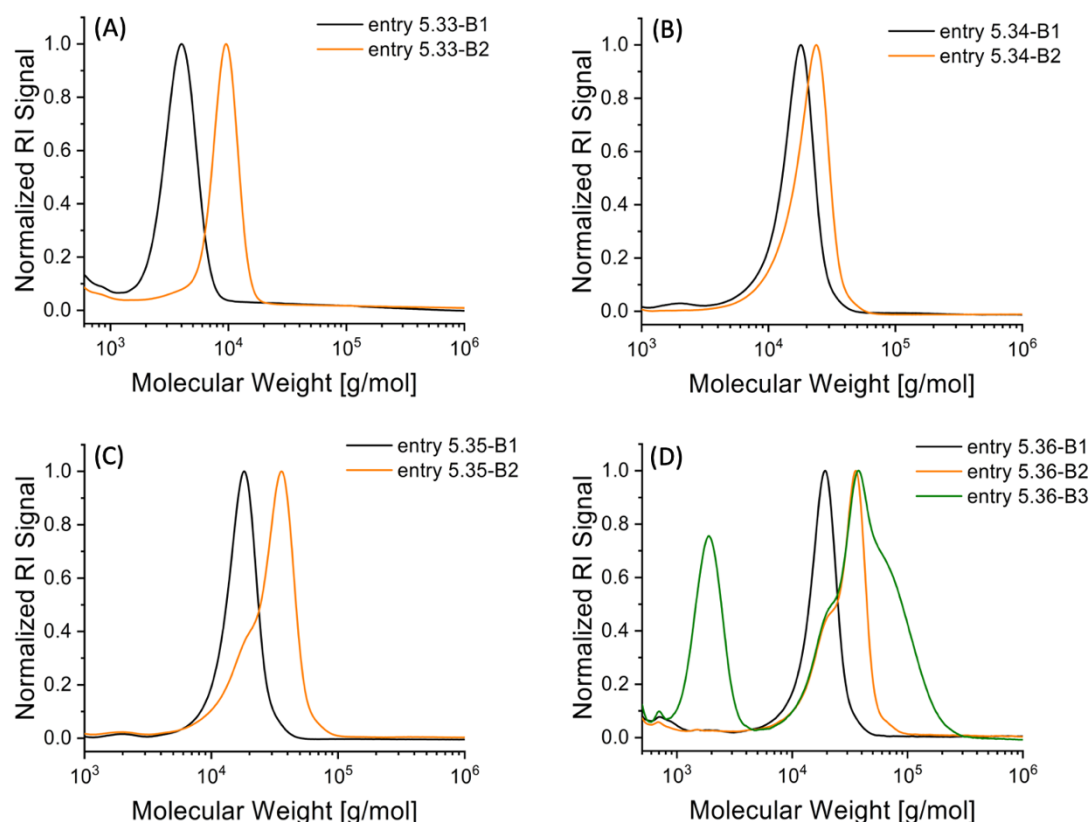 (A)
entry 5.33-B1
entry 5.33-B2
Normalized RI Signal
1.0
0.8
0.6
0.4
0.2
0.0
10³ 10⁴ 10⁵ 10⁶
Molecular Weight [g/mol]
(B)
entry 5.34-B1
entry 5.34-B2
Normalized RI Signal
1.0
0.8
0.6
0.4
0.2
0.0
10³ 10⁴ 10⁵ 10⁶
Molecular Weight [g/mol]
(C)
entry 5.35-B1
entry 5.35-B2
Normalized RI Signal
1.0
0.8
0.6
0.4
0.2
0.0
10³ 10⁴ 10⁵ 10⁶
Molecular Weight [g/mol]
(D)
entry 5.36-B1
entry 5.36-B2
entry 5.36-B3
Normalized RI Signal
1.0
0.8
0.6
0.4
0.2
0.0
10³ 10⁴ 10⁵ 10⁶
Molecular Weight [g/mol]